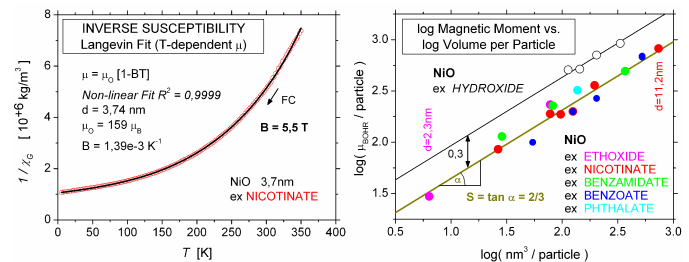 INVERSE SUSCEPTIBILITY
Langevin Fit (T-dependent μ)
μ = μO [1-BT]
Non-linear Fit R² = 0,9999
d = 3,74 nm
μO = 159 μB
B = 1,39e-3 K⁻¹
FC
B = 5,5 T
NiO 3,7nm
ex NICOTINATE
1 / χG [ 10⁺⁶ kg/m³ ]
8
6
4
2
0
0 50 100 150 200 250 300 350 400
T [K]
log Magnetic Moment vs.
log Volume per Particle
NiO
ex HYDROXIDE
d=2,3nm
d=11,2nm
0,3
α
S = tan α = 2/3
NiO
ex ETHOXIDE
ex NICOTINATE
ex BENZAMIDATE
ex BENZOATE
ex PHTHALATE
log( μBOHR / particle )
3.0
2.5
2.0
1.5
0.5 1.0 1.5 2.0 2.5 3.0
log( nm³ / particle )